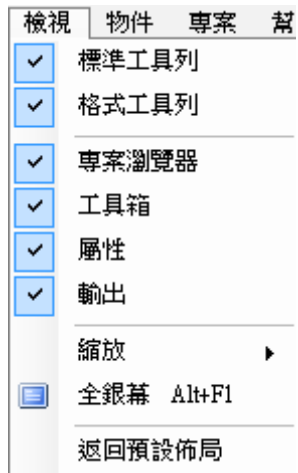 檢視 物件 專案 幫
標準工具列
格式工具列
專案瀏覽器
工具箱
屬性
輸出
縮放
全銀幕 Alt+F1
返回預設佈局